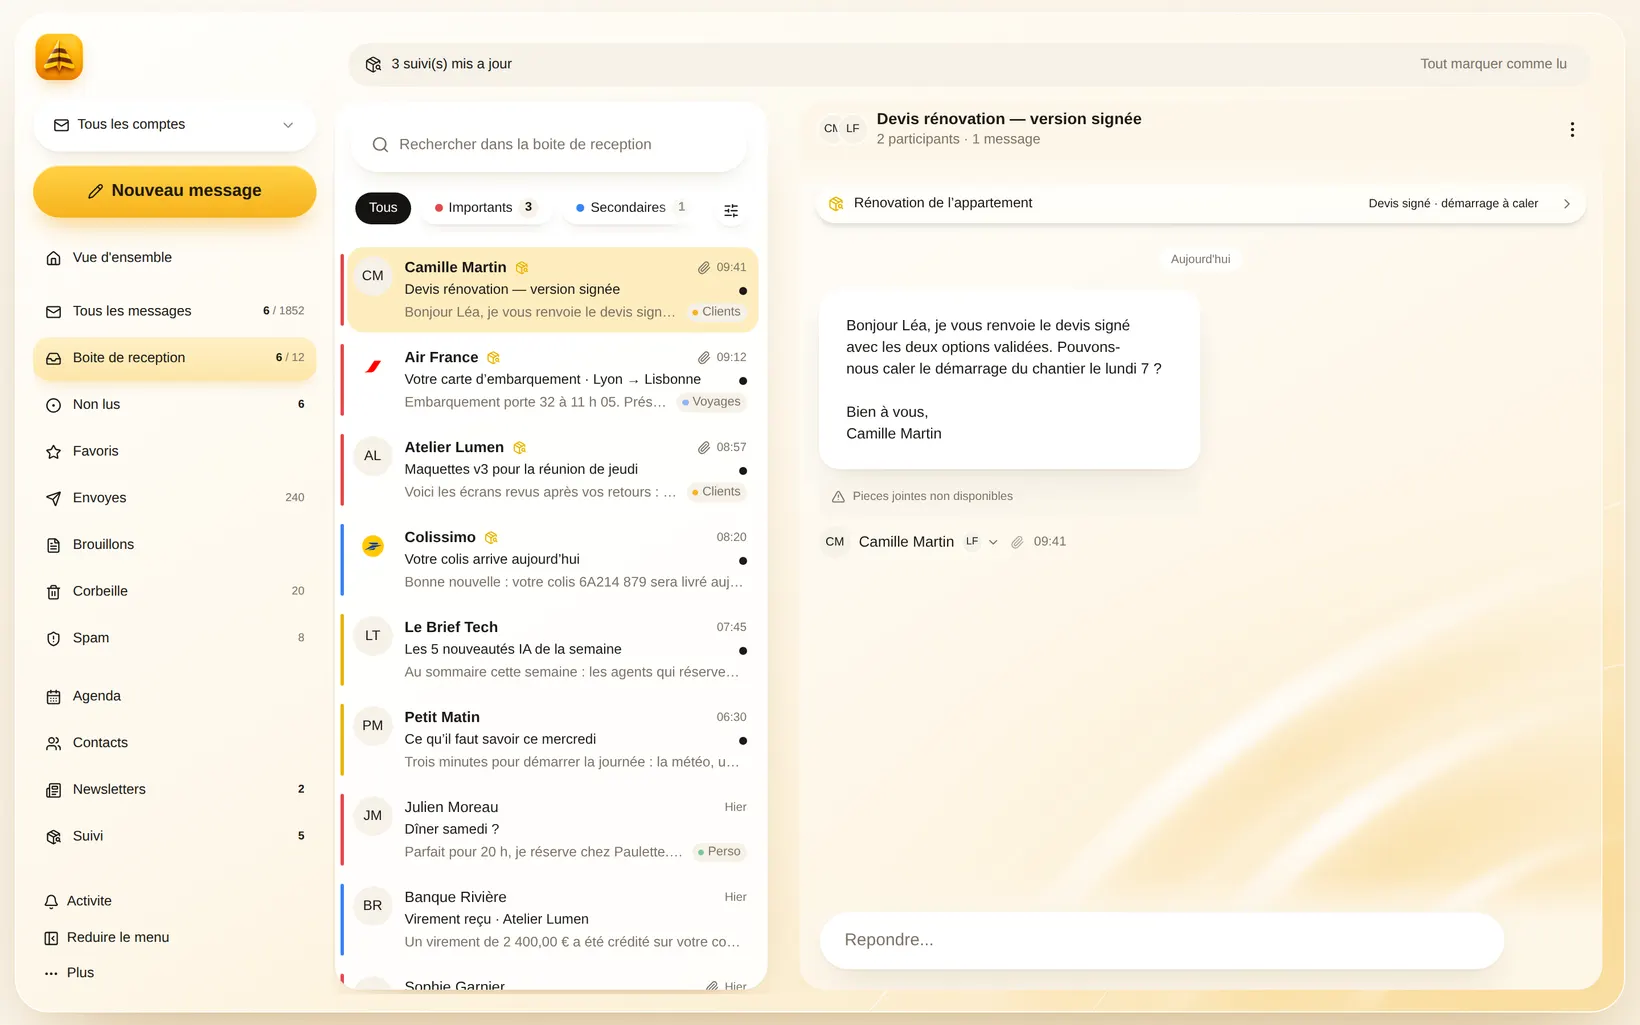 3 suivi(s) mis a jour
Tout marquer comme lu
Tous les comptes
Nouveau message
Vue d'ensemble
Tous les messages 6 / 1852
Boite de reception 6 / 12
Non lus 6
Favoris
Envoyes 240
Brouillons
Corbeille 20
Spam 8
Agenda
Contacts
Newsletters 2
Suivi 5
Activite
Reduire le menu
Plus
Rechercher dans la boite de reception
Tous Importants 3 Secondaires 1
CM Camille Martin 09:41
Devis rénovation — version signée
Bonjour Léa, je vous renvoie le devis sign… Clients
Air France 09:12
Votre carte d’embarquement · Lyon → Lisbonne
Embarquement porte 32 à 11 h 05. Prés… Voyages
AL Atelier Lumen 08:57
Maquettes v3 pour la réunion de jeudi
Voici les écrans revus après vos retours : … Clients
Colissimo 08:20
Votre colis arrive aujourd’hui
Bonne nouvelle : votre colis 6A214 879 sera livré auj…
LT Le Brief Tech 07:45
Les 5 nouveautés IA de la semaine
Au sommaire cette semaine : les agents qui réserve…
PM Petit Matin 06:30
Ce qu’il faut savoir ce mercredi
Trois minutes pour démarrer la journée : la météo, u…
JM Julien Moreau Hier
Dîner samedi ?
Parfait pour 20 h, je réserve chez Paulette.… Perso
BR Banque Rivière Hier
Virement reçu · Atelier Lumen
Un virement de 2 400,00 € a été crédité sur votre co…
Sophie Garnier Hier
CM LF Devis rénovation — version signée
2 participants · 1 message
Rénovation de l’appartement Devis signé · démarrage à caler
Aujourd'hui
Bonjour Léa, je vous renvoie le devis signé
avec les deux options validées. Pouvons-
nous caler le démarrage du chantier le lundi 7 ?
Bien à vous,
Camille Martin
Pieces jointes non disponibles
CM Camille Martin LF 09:41
Repondre...